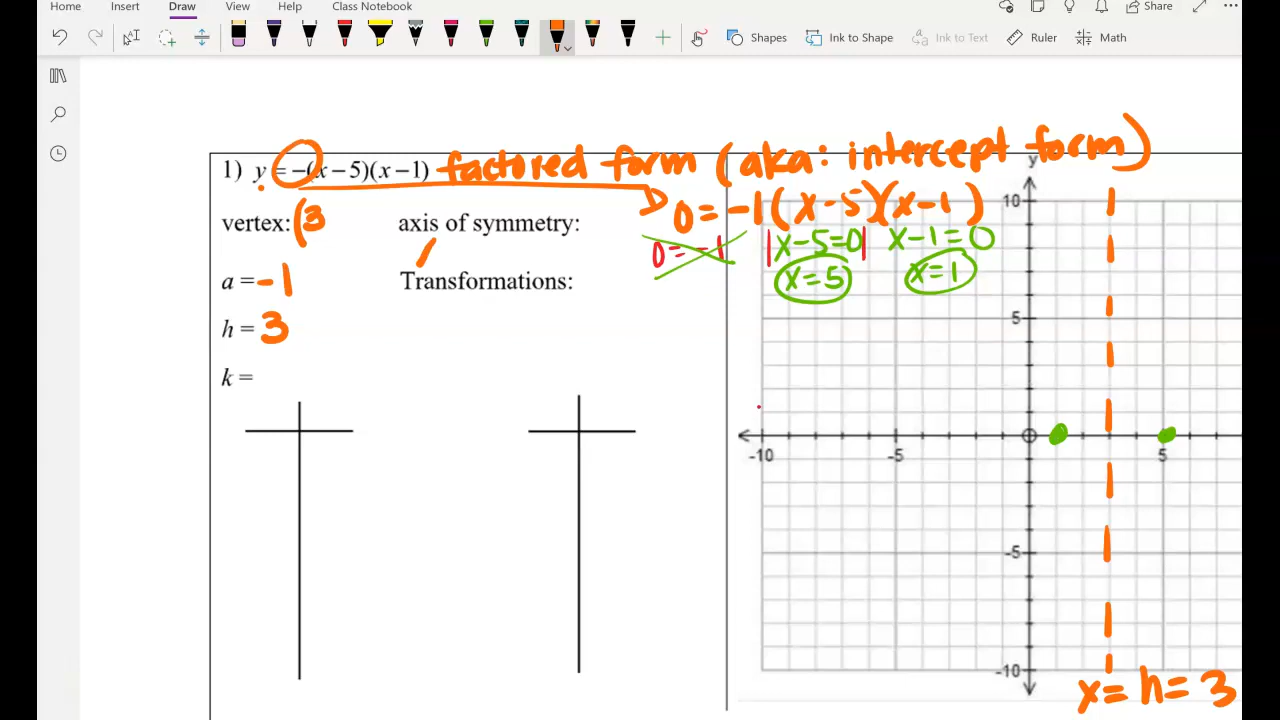 Home Insert Draw View Help Class Notebook Share
Shapes Ink to Shape Ink to Text Ruler Math
1) y = −(x − 5)(x − 1) factored form (aka: intercept form)
y
0 = -1(x-5)(x-1)
10
vertex: (3 axis of symmetry:
0 = -1 x-5=0 x-1=0
x=5 x=1
a = -1 Transformations:
5
h = 3
k =
-10 -5 5
-5
-10
x = h = 3